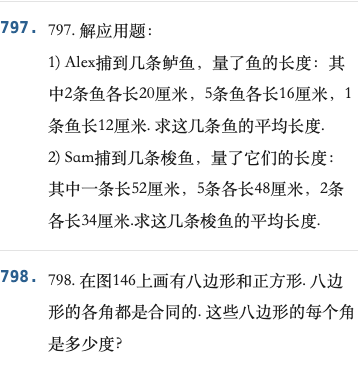 797. 797. 解应用题：
1) Alex捕到几条鲈鱼，量了鱼的长度：其
中2条鱼各长20厘米，5条鱼各长16厘米，1
条鱼长12厘米. 求这几条鱼的平均长度.
2) Sam捕到几条梭鱼，量了它们的长度：
其中一条长52厘米，5条各长48厘米，2条
各长34厘米.求这几条梭鱼的平均长度.
798. 798. 在图146上画有八边形和正方形. 八边
形的各角都是合同的. 这些八边形的每个角
是多少度?